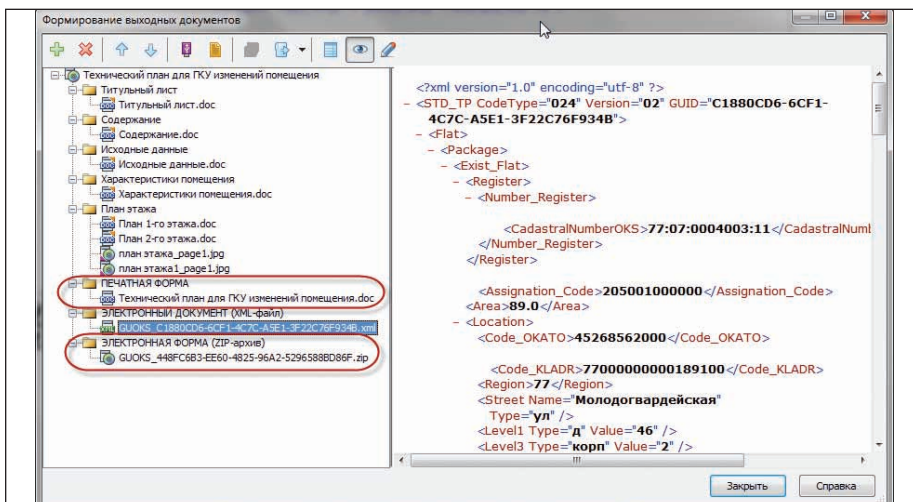 Формирование выходных документов
Технический план для ГКУ изменений помещения
Титульный лист
Титульный лист.doc
Содержание
Содержание.doc
Исходные данные
Исходные данные.doc
Характеристики помещения
Характеристики помещения.doc
План этажа
План 1-го этажа.doc
План 2-го этажа.doc
план этажа_page1.jpg
план этажа1_page1.jpg
ПЕЧАТНАЯ ФОРМА
Технический план для ГКУ изменений помещения.doc
ЭЛЕКТРОННЫЙ ДОКУМЕНТ (XML-файл)
GUOKS_C1880CD6-6CF1-4C7C-A5E1-3F22C76F934B.xml
ЭЛЕКТРОННАЯ ФОРМА (ZIP-архив)
GUOKS_448FC6B3-EE60-4825-96A2-5296588BD86F.zip
<?xml version="1.0" encoding="utf-8" ?>
- <STD_TP CodeType="024" Version="02" GUID="C1880CD6-6CF1-
4C7C-A5E1-3F22C76F934B">
- <Flat>
- <Package>
- <Exist_Flat>
- <Register>
- <Number_Register>
<CadastralNumberOKS>77:07:0004003:11</CadastralNuml
</Number_Register>
</Register>
<Assignation_Code>205001000000</Assignation_Code>
<Area>89.0</Area>
- <Location>
<Code_OKATO>45268562000</Code_OKATO>
<Code_KLADR>77000000000189100</Code_KLADR>
<Region>77</Region>
<Street Name="Молодогвардейская"
Type="ул" />
<Level1 Type="д" Value="46" />
<Level3 Type="корп" Value="2" />
Закрыть
Справка